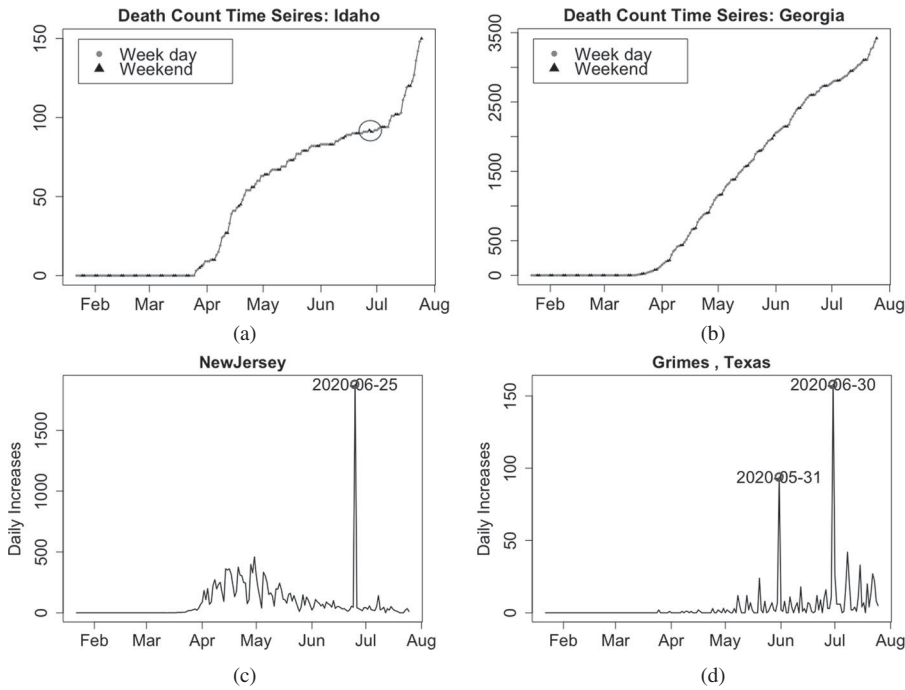 Death Count Time Seires: Idaho
150
100
50
0
Week day
Weekend
Feb Mar Apr May Jun Jul Aug
(a)
Death Count Time Seires: Georgia
3500
2500
1500
500
0
Week day
Weekend
Feb Mar Apr May Jun Jul Aug
(b)
NewJersey
Daily Increases
1500
1000
500
0
2020-06-25
Feb Mar Apr May Jun Jul Aug
(c)
Grimes , Texas
Daily Increases
150
100
50
0
2020-06-30
2020-05-31
Feb Mar Apr May Jun Jul Aug
(d)